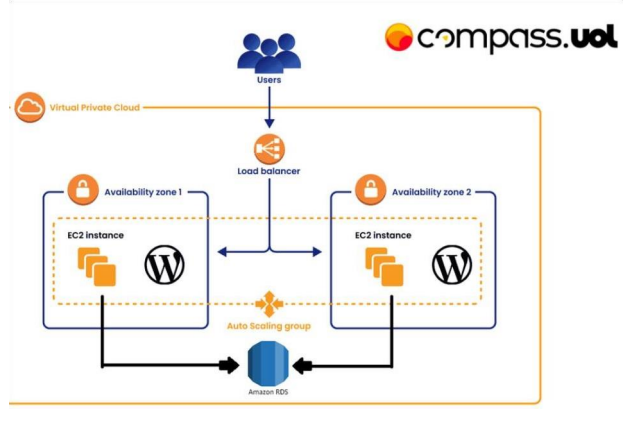 compass.uol
Users
Virtual Private Cloud
Load balancer
Availability zone 1
Availability zone 2
EC2 instance
EC2 instance
Auto Scaling group
Amazon RDS